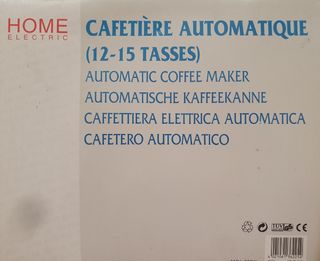 HOME
ELECTRIC
CAFETIÈRE AUTOMATIQUE
(12-15 TASSES)
AUTOMATIC COFFEE MAKER
AUTOMATISCHE KAFFEEKANNE
CAFFETTIERA ELETTRICA AUTOMATICA
CAFETERO AUTOMATICO